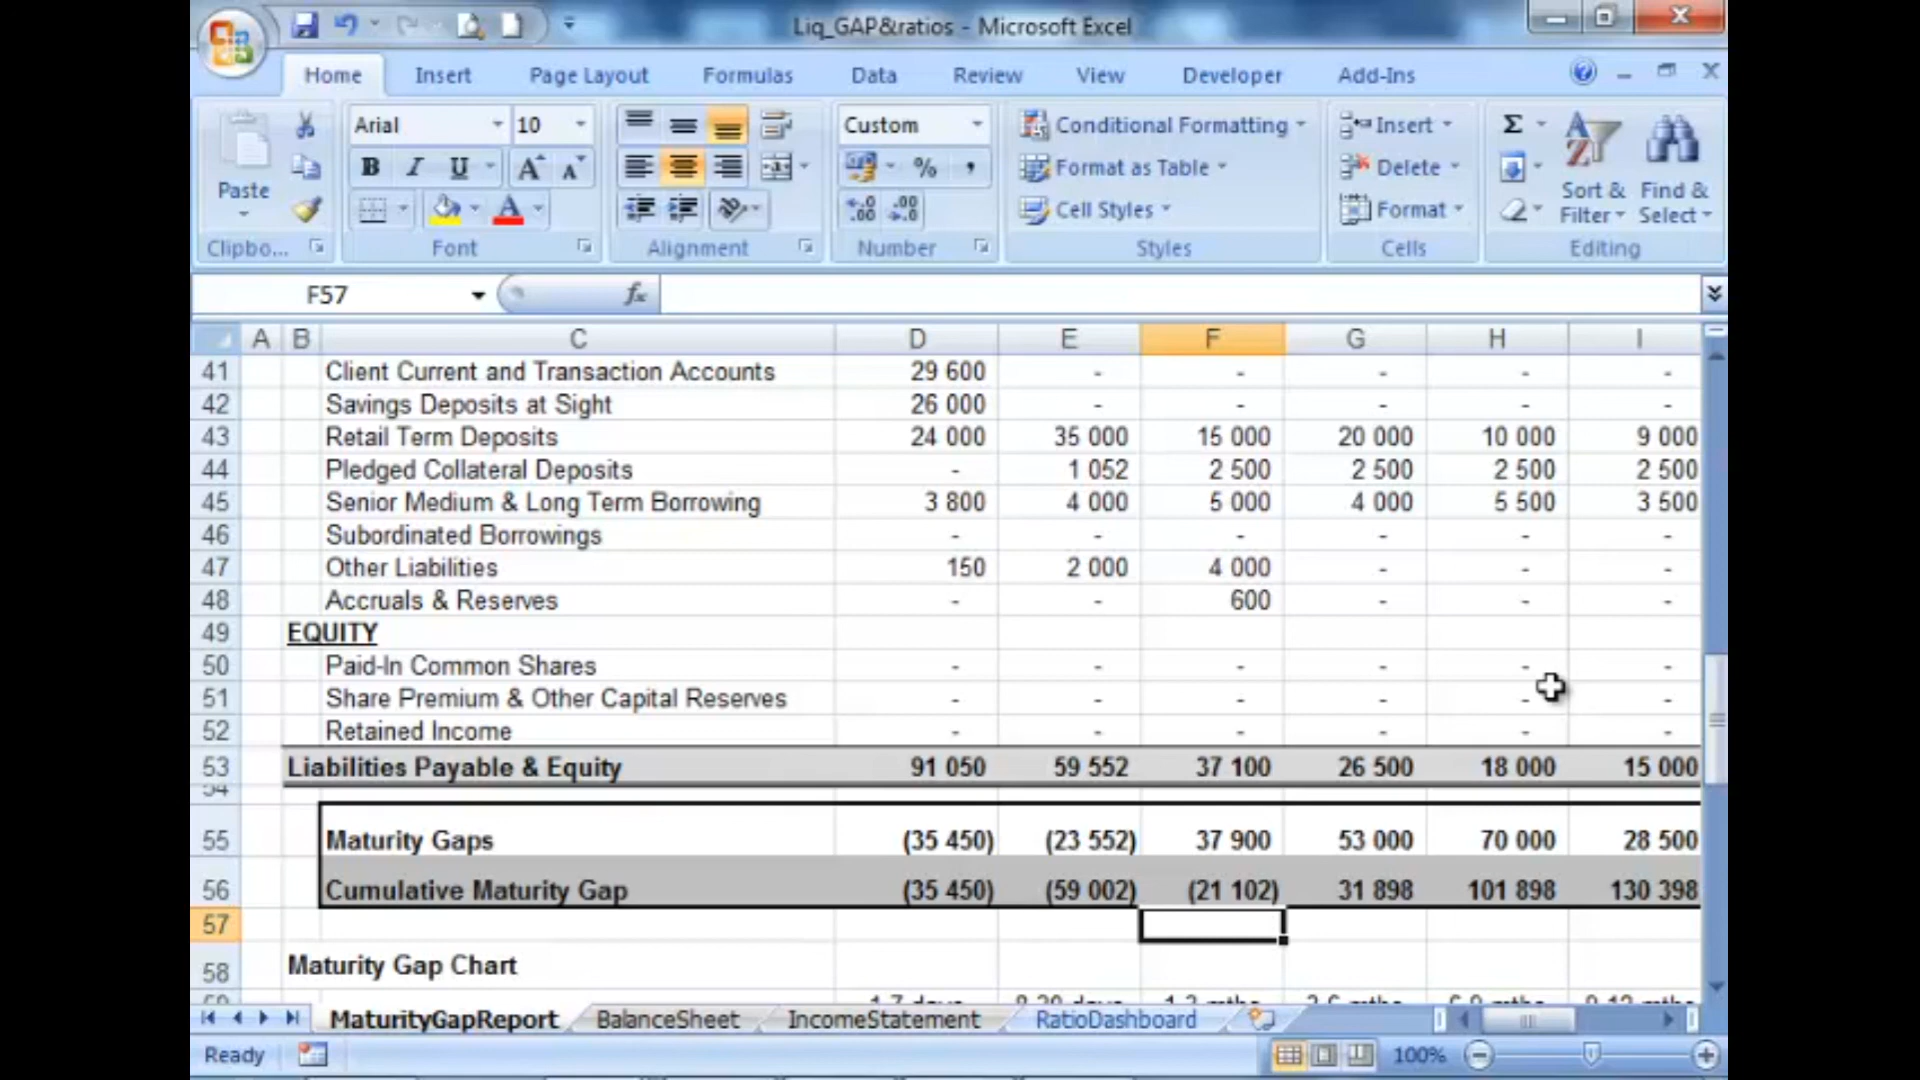 Liq_GAP&ratios - Microsoft Excel
Home Insert Page Layout Formulas Data Review View Developer Add-Ins
Paste Arial 10 Custom Conditional Formatting Insert Σ
B I U A A % , Format as Table Delete Sort & Filter Find & Select
A Cell Styles Format
Clipbo... Font Alignment Number Styles Cells Editing
F57 fx
A B C D E F G H I
41 Client Current and Transaction Accounts 29 600 - - - - -
42 Savings Deposits at Sight 26 000 - - - - -
43 Retail Term Deposits 24 000 35 000 15 000 20 000 10 000 9 000
44 Pledged Collateral Deposits - 1 052 2 500 2 500 2 500 2 500
45 Senior Medium & Long Term Borrowing 3 800 4 000 5 000 4 000 5 500 3 500
46 Subordinated Borrowings - - - - - -
47 Other Liabilities 150 2 000 4 000 - - -
48 Accruals & Reserves - - 600 - - -
49 EQUITY
50 Paid-In Common Shares - - - - - -
51 Share Premium & Other Capital Reserves - - - - - -
52 Retained Income - - - - - -
53 Liabilities Payable & Equity 91 050 59 552 37 100 26 500 18 000 15 000
54
55 Maturity Gaps (35 450) (23 552) 37 900 53 000 70 000 28 500
56 Cumulative Maturity Gap (35 450) (59 002) (21 102) 31 898 101 898 130 398
57
58 Maturity Gap Chart
MaturityGapReport BalanceSheet IncomeStatement RatioDashboard
Ready 100%